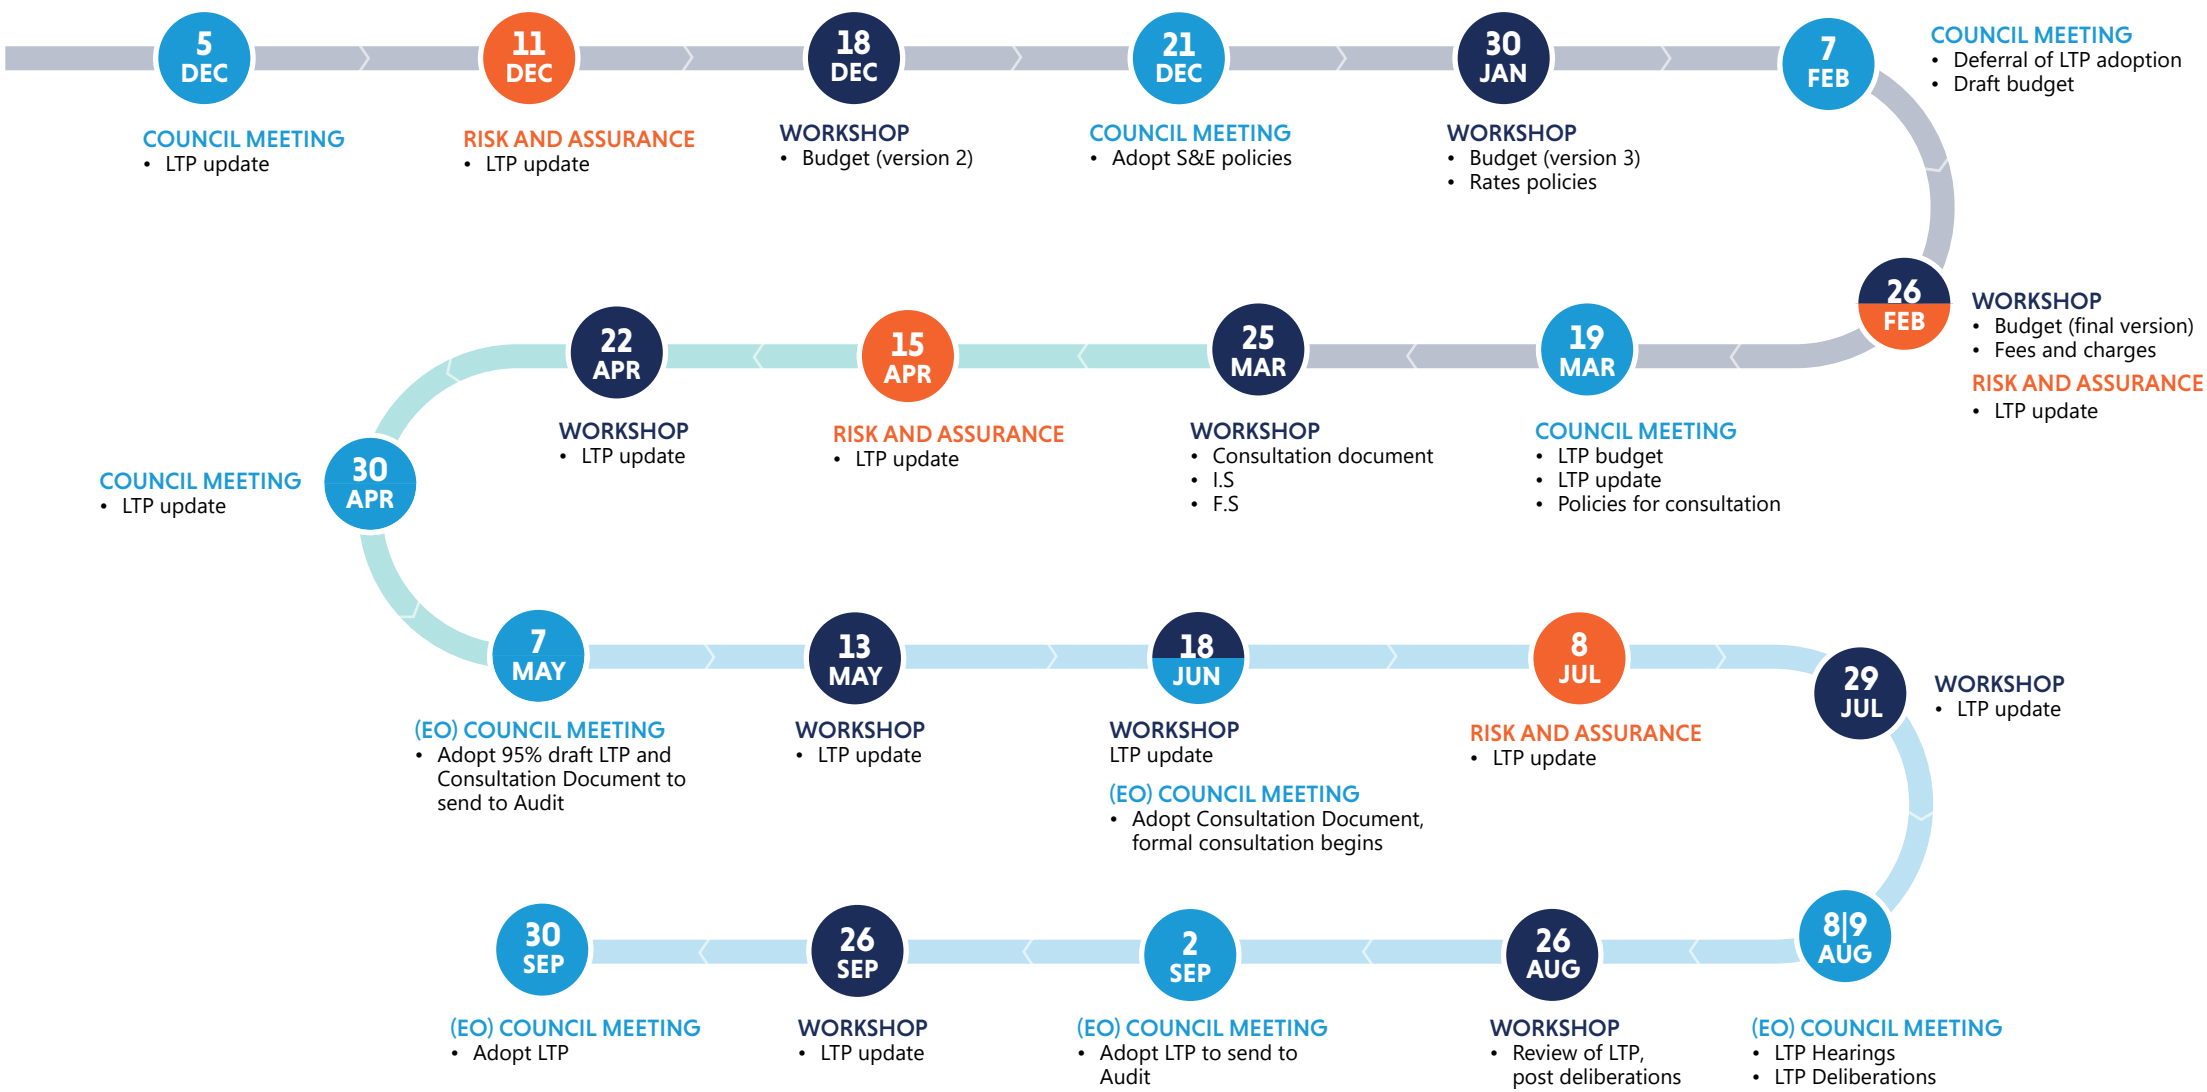 5
DEC
COUNCIL MEETING
• LTP update
11
DEC
RISK AND ASSURANCE
• LTP update
18
DEC
WORKSHOP
• Budget (version 2)
21
DEC
COUNCIL MEETING
• Adopt S&E policies
30
JAN
WORKSHOP
• Budget (version 3)
• Rates policies
7
FEB
COUNCIL MEETING
• Deferral of LTP adoption
• Draft budget
26
FEB
WORKSHOP
• Budget (final version)
• Fees and charges
RISK AND ASSURANCE
• LTP update
19
MAR
COUNCIL MEETING
• LTP budget
• LTP update
• Policies for consultation
25
MAR
WORKSHOP
• Consultation document
• I.S
• F.S
15
APR
RISK AND ASSURANCE
• LTP update
22
APR
WORKSHOP
• LTP update
30
APR
COUNCIL MEETING
• LTP update
7
MAY
(EO) COUNCIL MEETING
• Adopt 95% draft LTP and
Consultation Document to
send to Audit
13
MAY
WORKSHOP
• LTP update
18
JUN
WORKSHOP
LTP update
(EO) COUNCIL MEETING
• Adopt Consultation Document,
formal consultation begins
8
JUL
RISK AND ASSURANCE
• LTP update
29
JUL
WORKSHOP
• LTP update
8|9
AUG
(EO) COUNCIL MEETING
• LTP Hearings
• LTP Deliberations
26
AUG
WORKSHOP
• Review of LTP,
post deliberations
2
SEP
(EO) COUNCIL MEETING
• Adopt LTP to send to
Audit
26
SEP
WORKSHOP
• LTP update
30
SEP
(EO) COUNCIL MEETING
• Adopt LTP